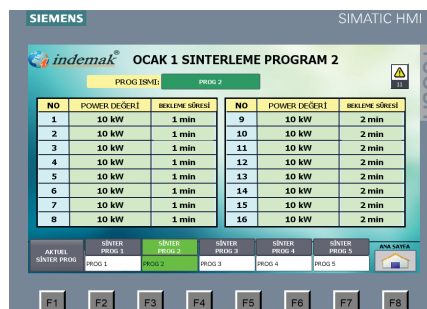 SIEMENS
SIMATIC HMI
indemak®
OCAK 1 SINTERLEME PROGRAM 2
PROG ISMI:
PROG 2
11
NO POWER DEĞERİ BEKLEME SÜRESİ NO POWER DEĞERİ BEKLEME SÜRESİ
1 10 kW 1 min 9 10 kW 2 min
2 10 kW 1 min 10 10 kW 2 min
3 10 kW 1 min 11 10 kW 2 min
4 10 kW 1 min 12 10 kW 2 min
5 10 kW 1 min 13 10 kW 2 min
6 10 kW 1 min 14 10 kW 2 min
7 10 kW 1 min 15 10 kW 2 min
8 10 kW 1 min 16 10 kW 2 min
AKTUEL
SİNTER PROG
SİNTER
PROG 1
PROG 1
SİNTER
PROG 2
PROG 2
SİNTER
PROG 3
PROG 3
SİNTER
PROG 4
PROG 4
SİNTER
PROG 5
PROG 5
ANA SAYFA
F1 F2 F3 F4 F5 F6 F7 F8